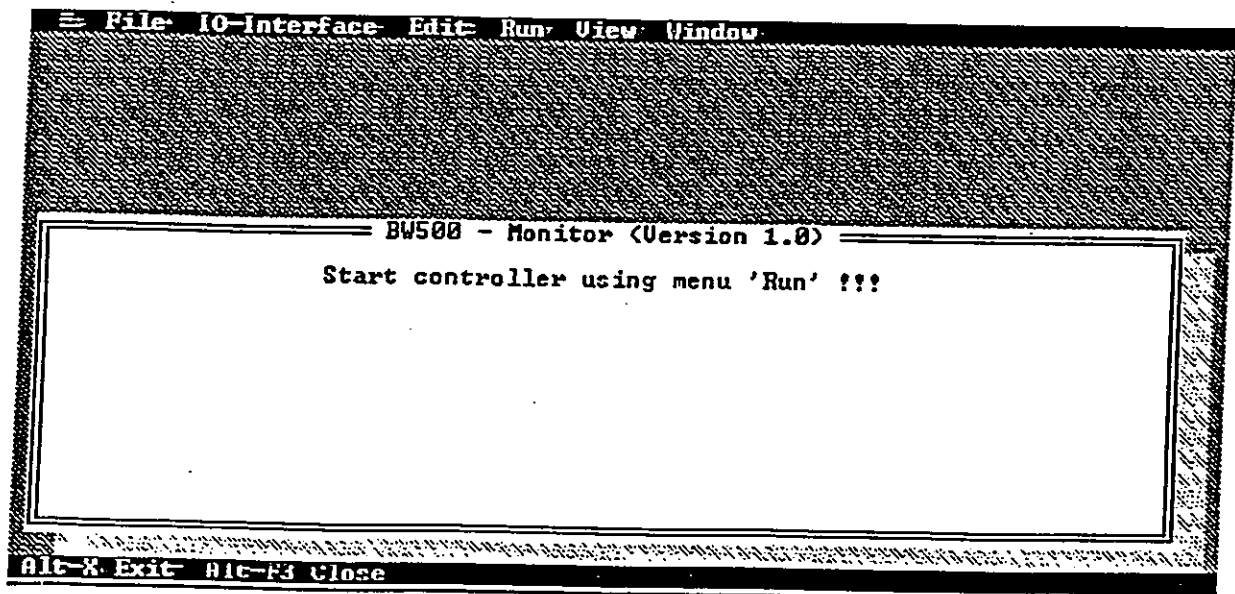 ≡ File IO-Interface Edit Run View Window
BW500 - Monitor (Version 1.0)
Start controller using menu 'Run' !!!
Alt-X Exit Alt-F3 Close